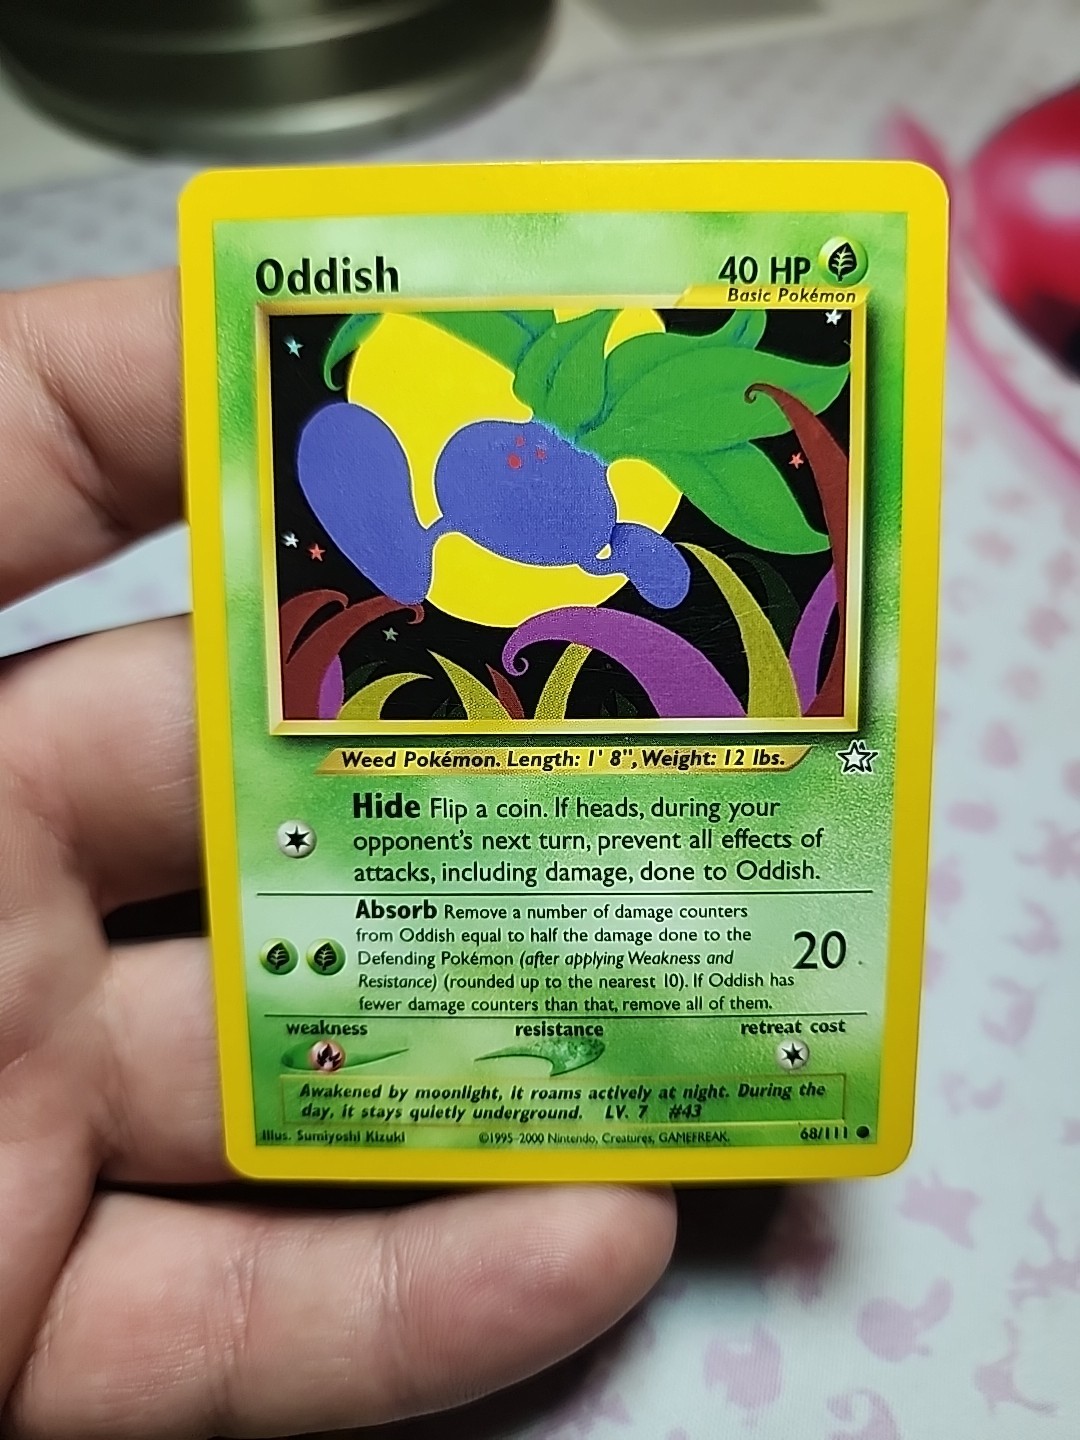 Oddish
40 HP
Basic Pokémon
Weed Pokémon. Length: 1' 8", Weight: 12 lbs.
Hide Flip a coin. If heads, during your
opponent's next turn, prevent all effects of
attacks, including damage, done to Oddish.
Absorb Remove a number of damage counters
from Oddish equal to half the damage done to the
Defending Pokémon (after applying Weakness and
Resistance) (rounded up to the nearest 10). If Oddish has
fewer damage counters than that, remove all of them.
20
weakness resistance retreat cost
Awakened by moonlight, it roams actively at night. During the
day, it stays quietly underground. LV. 7 #43
Illus. Sumiyoshi Kizuki ©1995-2000 Nintendo, Creatures, GAMEFREAK. 68/111